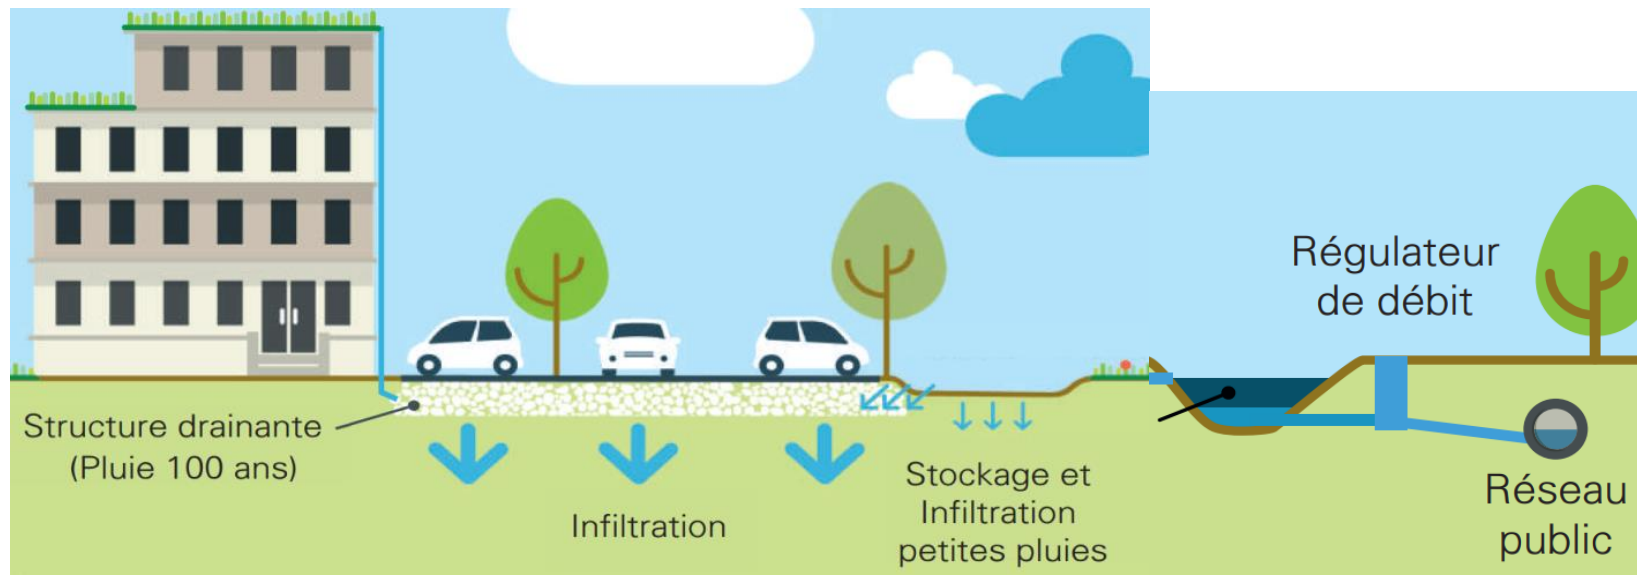 Structure drainante
(Pluie 100 ans)
Infiltration
Stockage et
Infiltration
petites pluies
Régulateur
de débit
Réseau
public